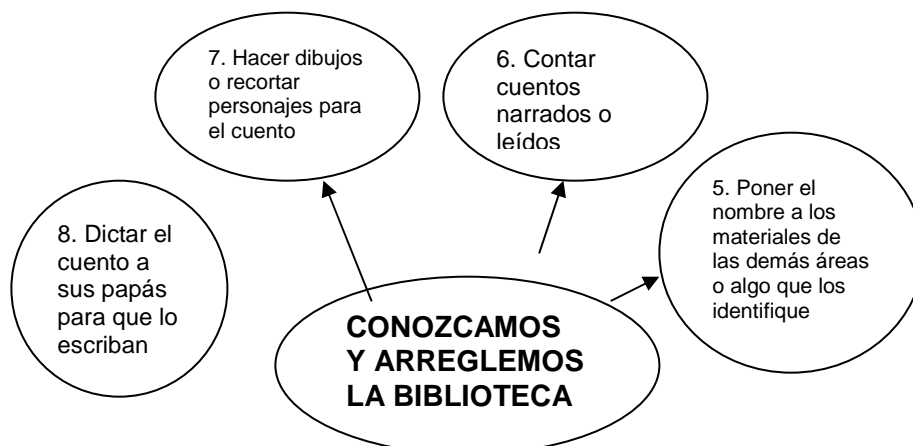 7. Hacer dibujos
o recortar
personajes para
el cuento
6. Contar
cuentos
narrados o
leídos
5. Poner el
nombre a los
materiales de
las demás áreas
o algo que los
identifique
8. Dictar el
cuento a
sus papás
para que lo
escriban
CONOZCAMOS
Y ARREGLEMOS
LA BIBLIOTECA